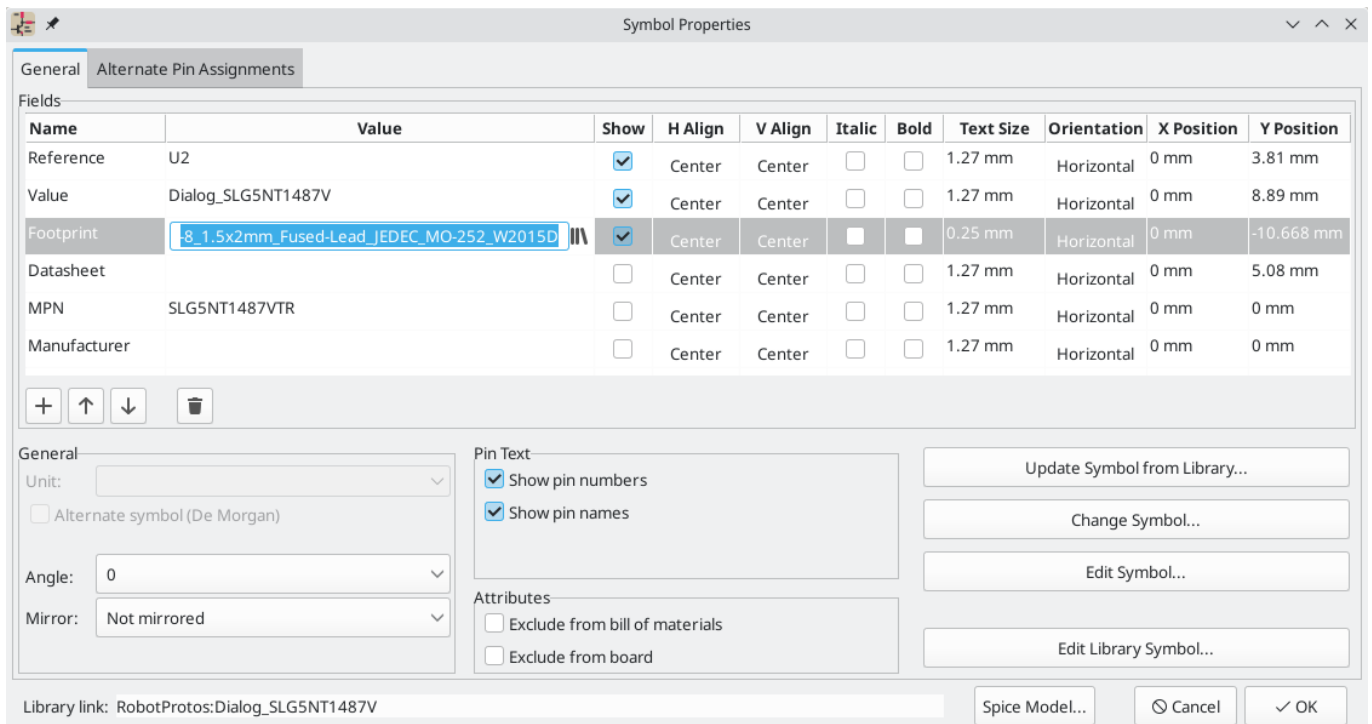 Symbol Properties
General Alternate Pin Assignments
Fields
Name Value Show H Align V Align Italic Bold Text Size Orientation X Position Y Position
Reference U2 Center Center 1.27 mm Horizontal 0 mm 3.81 mm
Value Dialog_SLG5NT1487V Center Center 1.27 mm Horizontal 0 mm 8.89 mm
Footprint -8_1.5x2mm_Fused-Lead_JEDEC_MO-252_W2015D Center Center 0.25 mm Horizontal 0 mm -10.668 mm
Datasheet Center Center 1.27 mm Horizontal 0 mm 5.08 mm
MPN SLG5NT1487VTR Center Center 1.27 mm Horizontal 0 mm 0 mm
Manufacturer Center Center 1.27 mm Horizontal 0 mm 0 mm
General
Unit:
Alternate symbol (De Morgan)
Angle: 0
Mirror: Not mirrored
Pin Text
Show pin numbers
Show pin names
Attributes
Exclude from bill of materials
Exclude from board
Update Symbol from Library...
Change Symbol...
Edit Symbol...
Edit Library Symbol...
Library link: RobotProtos:Dialog_SLG5NT1487V
Spice Model... Cancel OK